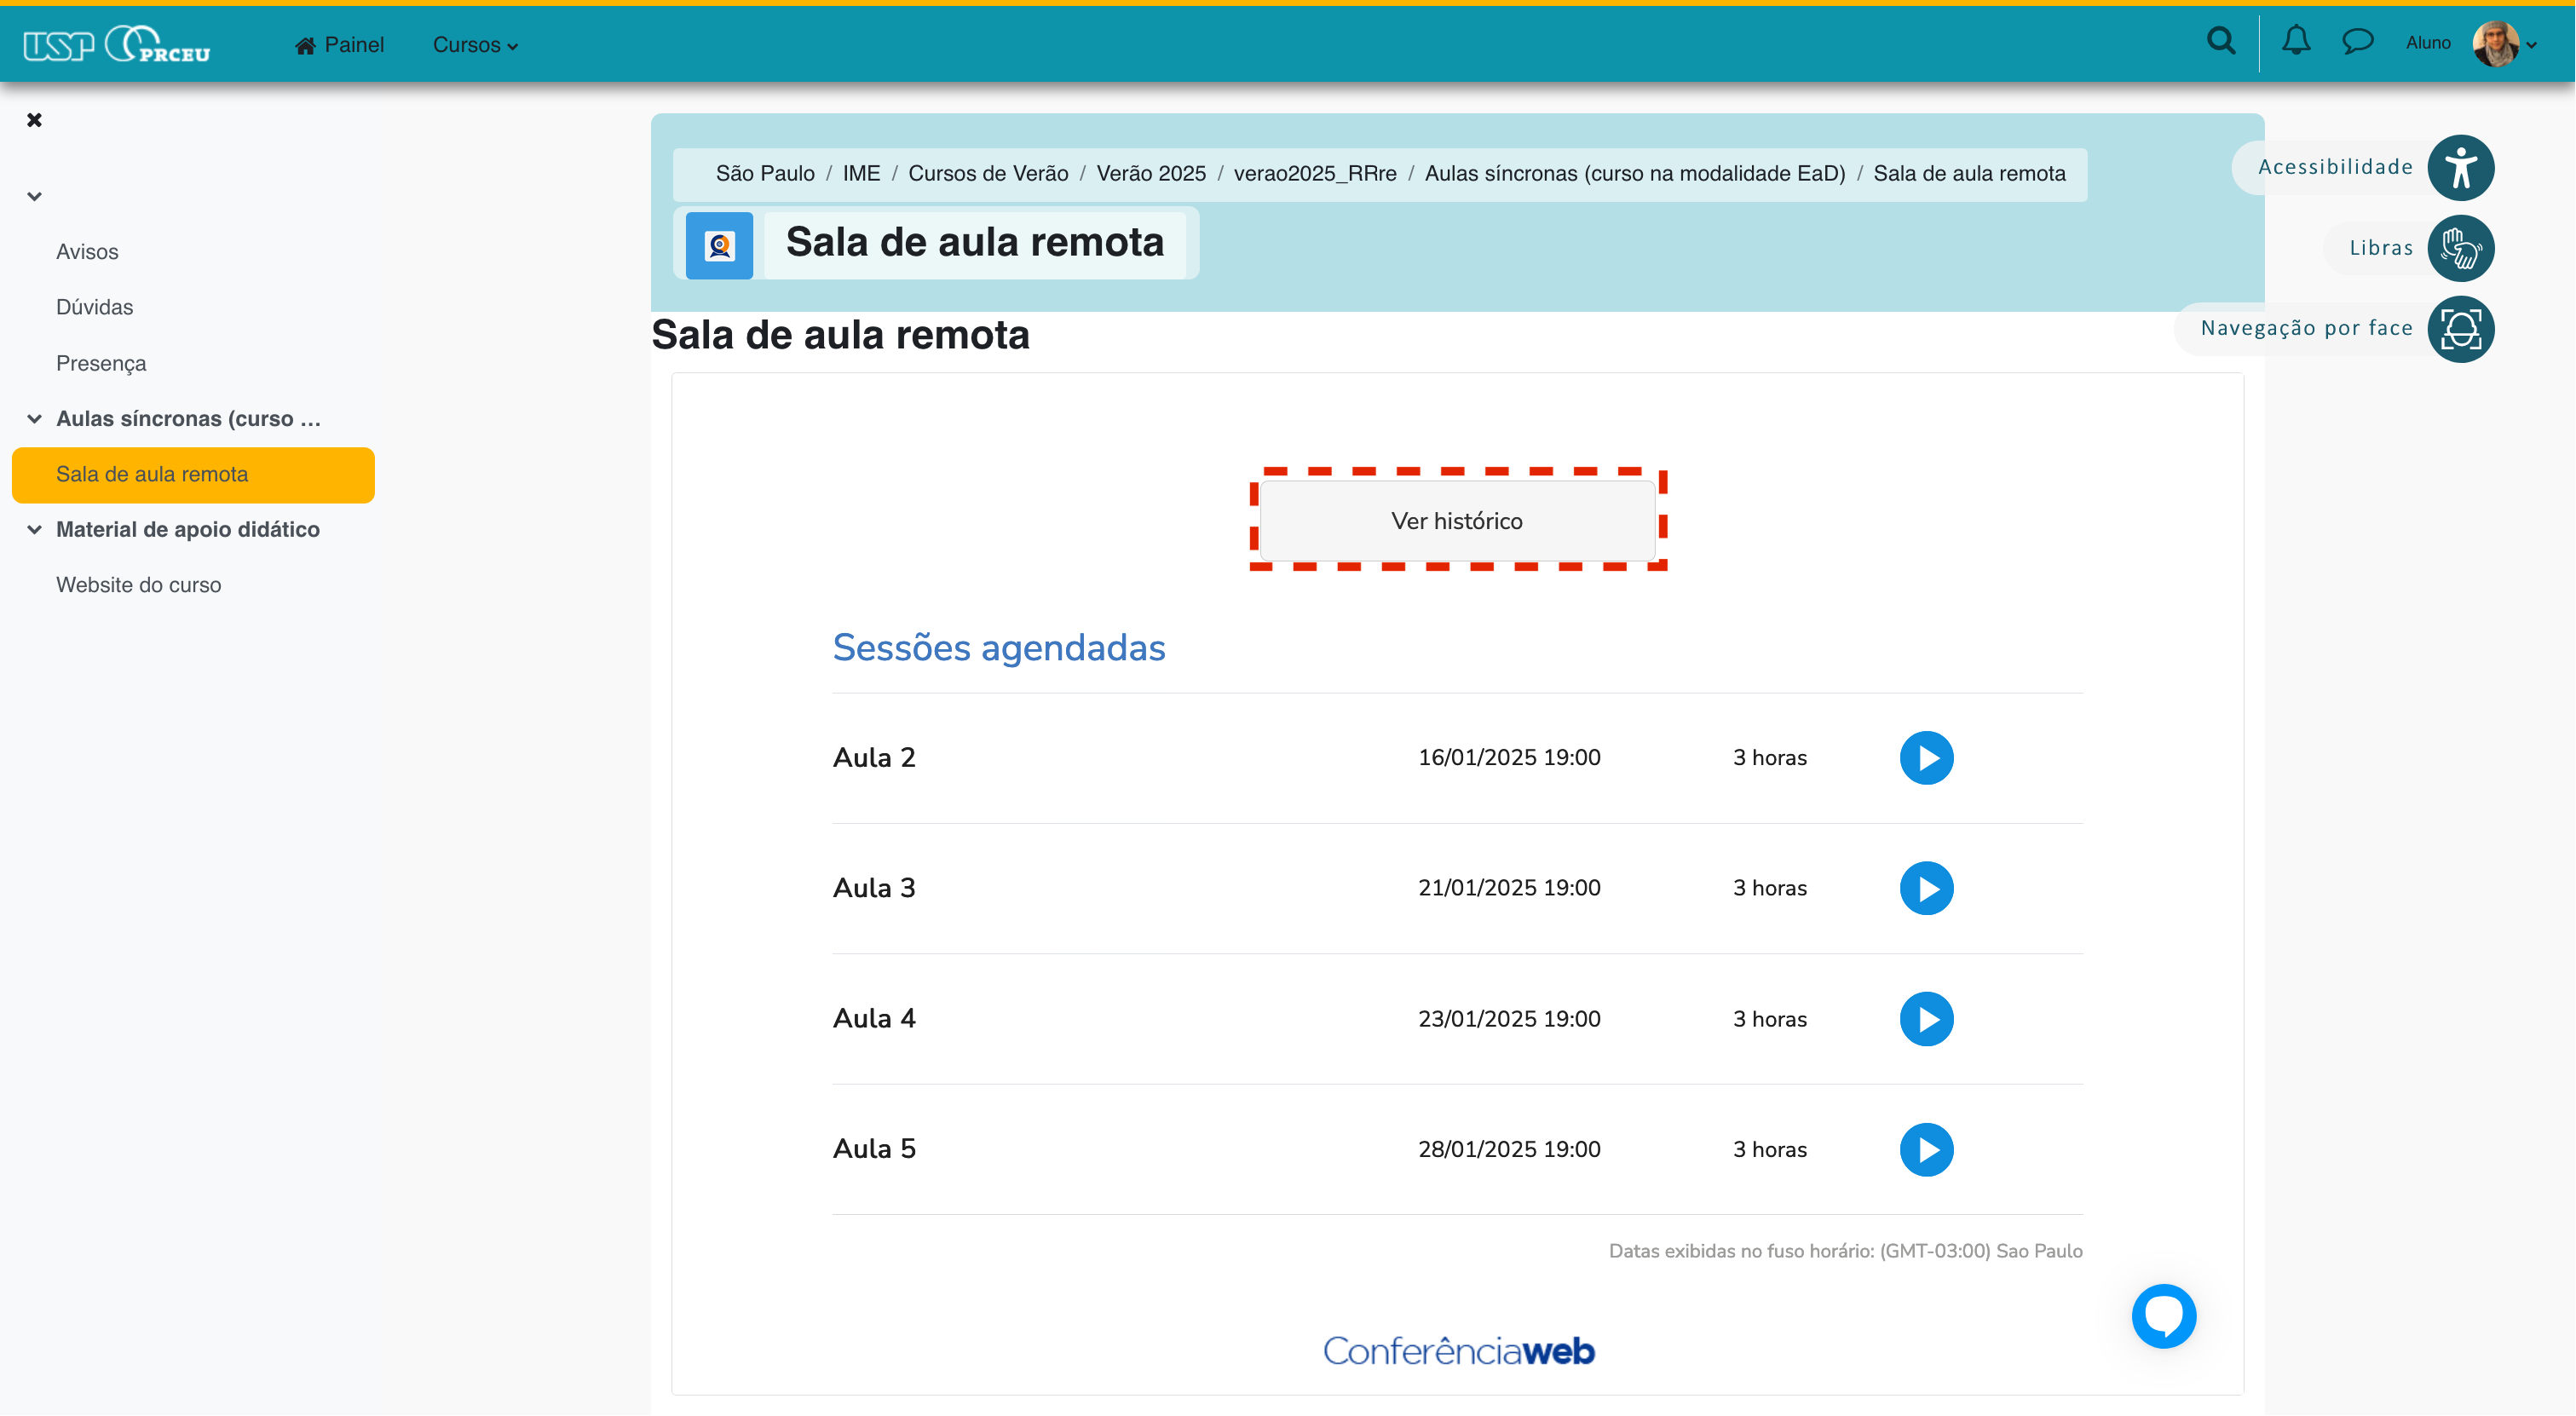 USP PRCEU Painel Cursos Aluno
Acessibilidade
Libras
Navegação por face
Avisos
Dúvidas
Presença
Aulas síncronas (curso ...
Sala de aula remota
Material de apoio didático
Website do curso
São Paulo / IME / Cursos de Verão / Verão 2025 / verao2025_RRre / Aulas síncronas (curso na modalidade EaD) / Sala de aula remota
Sala de aula remota
Sala de aula remota
Ver histórico
Sessões agendadas
Aula 2 16/01/2025 19:00 3 horas
Aula 3 21/01/2025 19:00 3 horas
Aula 4 23/01/2025 19:00 3 horas
Aula 5 28/01/2025 19:00 3 horas
Datas exibidas no fuso horário: (GMT-03:00) Sao Paulo
Conferênciaweb